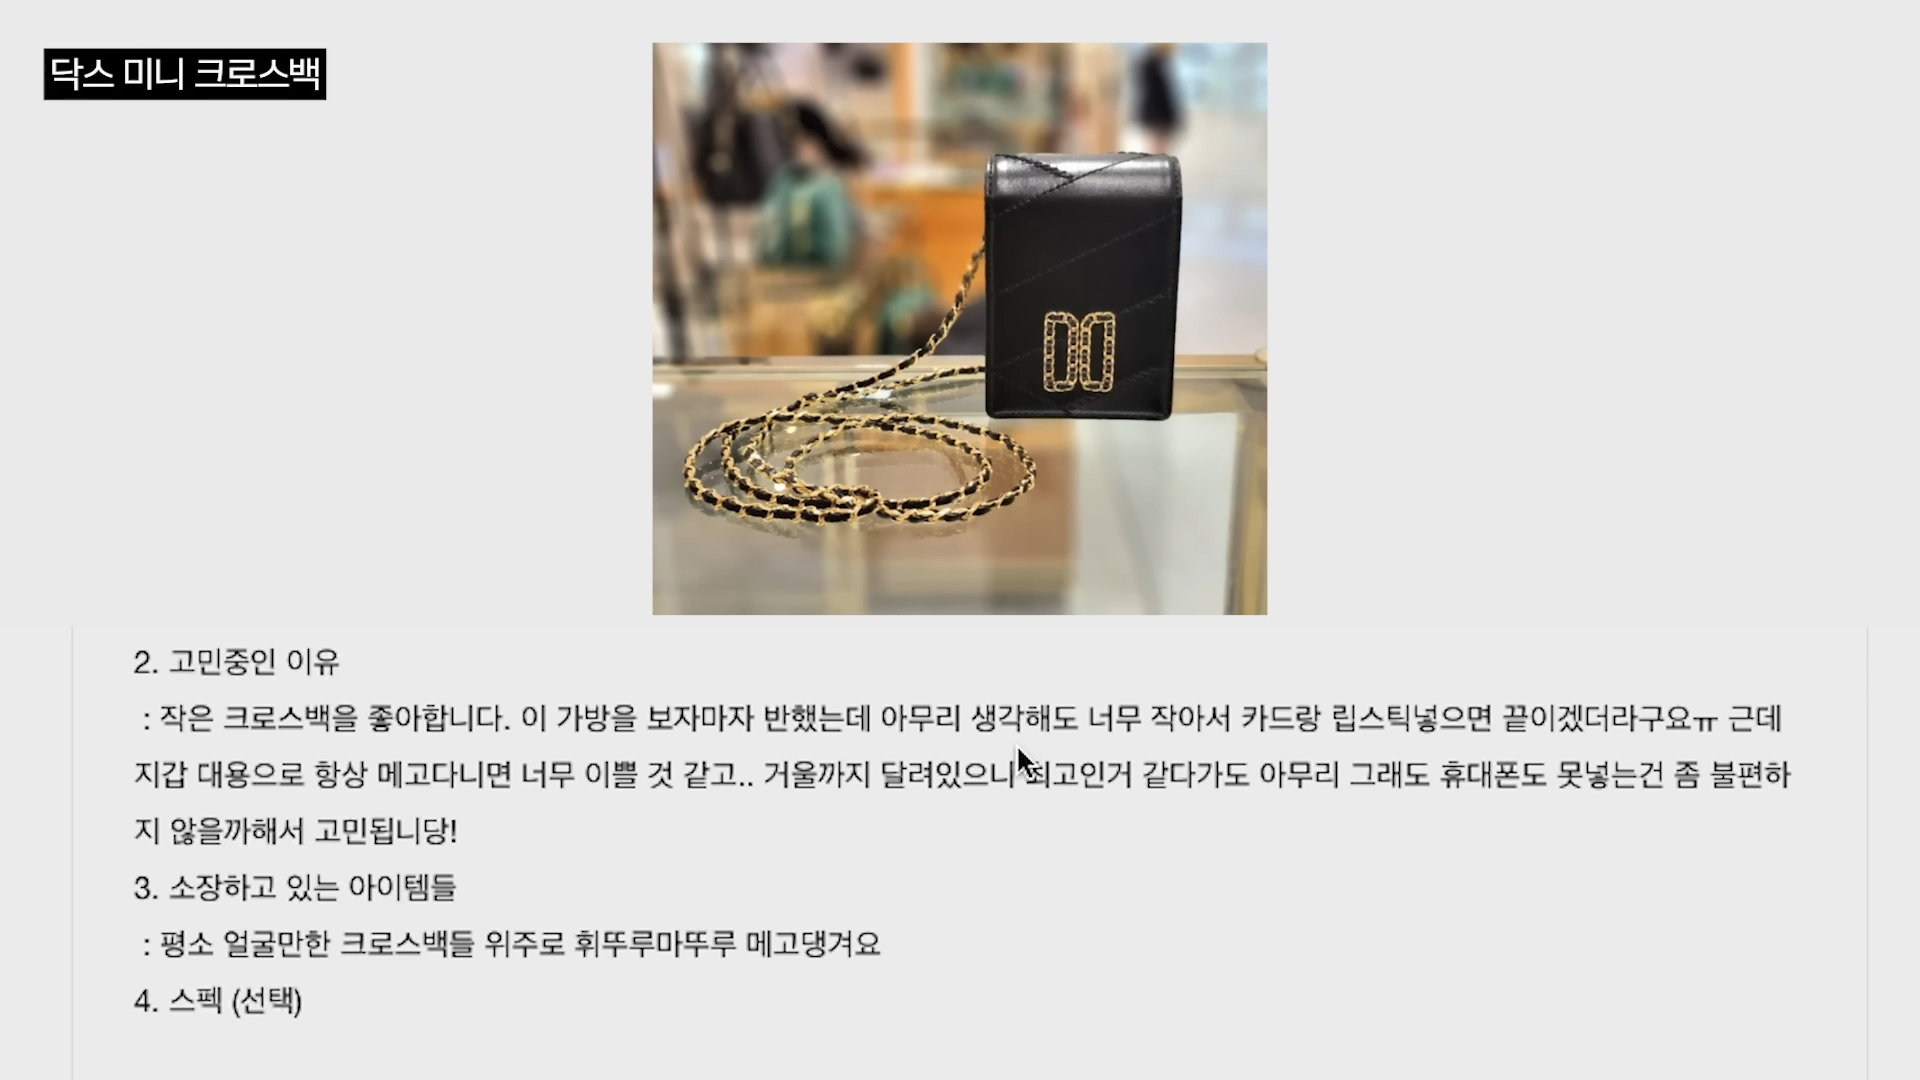 닥스 미니 크로스백
2. 고민중인 이유
: 작은 크로스백을 좋아합니다. 이 가방을 보자마자 반했는데 아무리 생각해도 너무 작아서 카드랑 립스틱넣으면 끝이겠더라구요ㅠ 근데
지갑 대용으로 항상 메고다니면 너무 이쁠 것 같고.. 거울까지 달려있으니 최고인거 같다가도 아무리 그래도 휴대폰도 못넣는건 좀 불편하
지 않을까해서 고민됩니당!
3. 소장하고 있는 아이템들
: 평소 얼굴만한 크로스백들 위주로 휘뚜루마뚜루 메고댕겨요
4. 스펙 (선택)